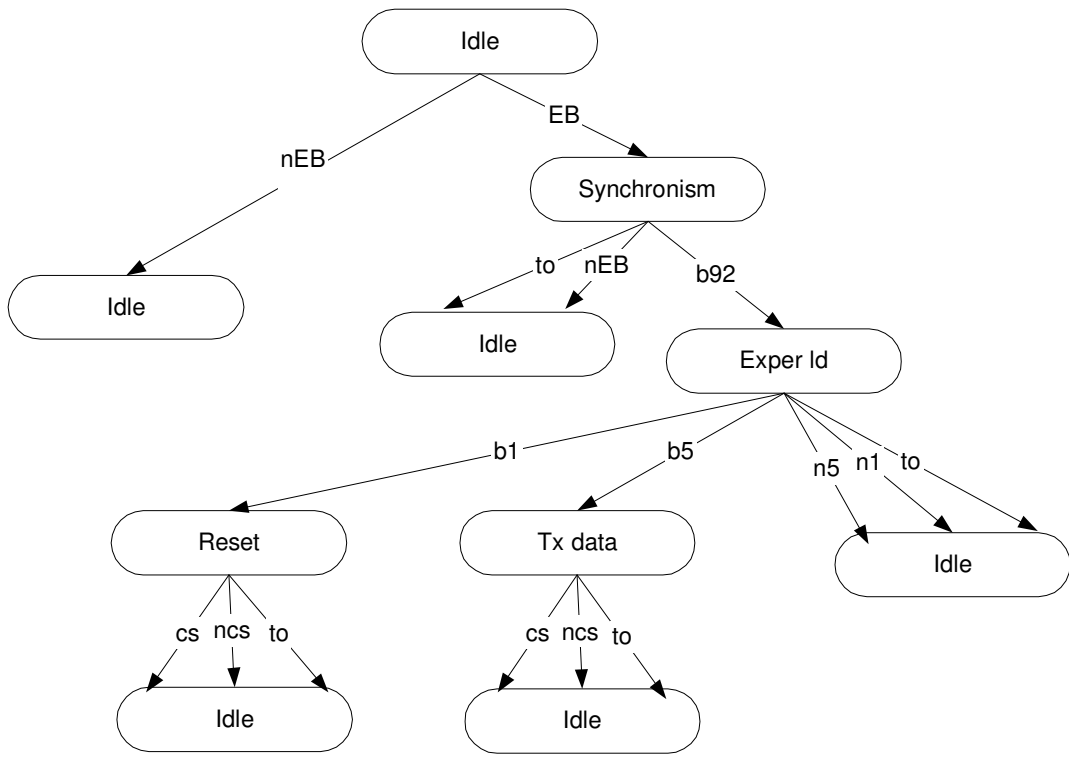 Idle
EB
nEB
Synchronism
to nEB b92
Idle
Idle
Exper Id
b1 b5 n5 n1 to
Reset
Tx data
Idle
cs ncs to
cs ncs to
Idle
Idle